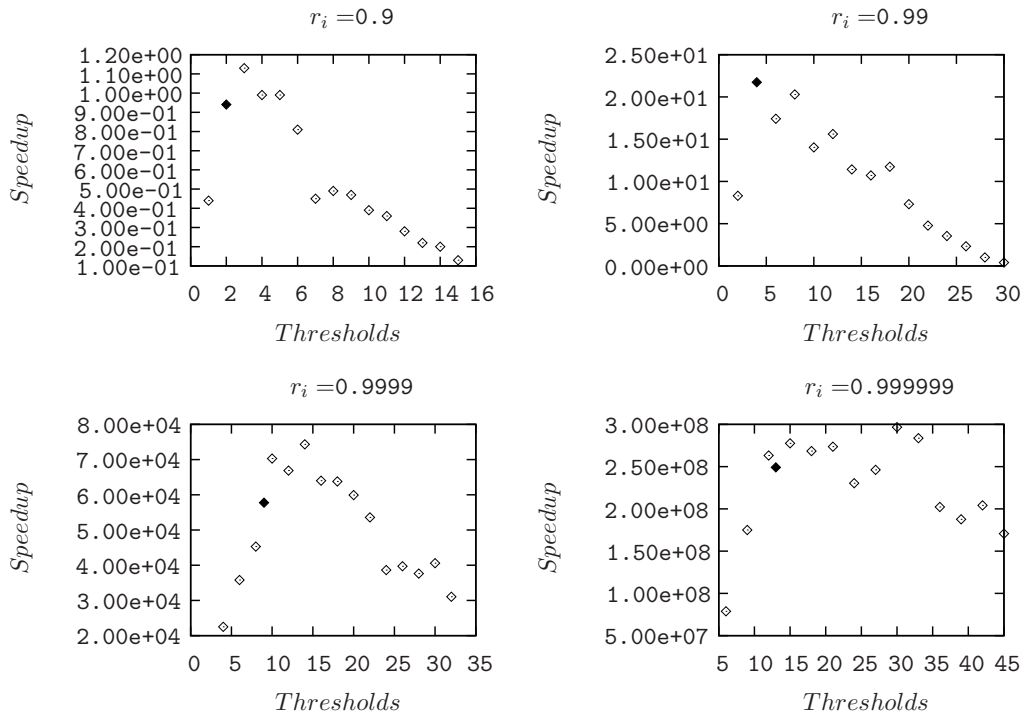 r_i =0.9
Speedup
1.20e+00
1.10e+00
1.00e+00
9.00e-01
8.00e-01
7.00e-01
6.00e-01
5.00e-01
4.00e-01
3.00e-01
2.00e-01
1.00e-01
0 2 4 6 8 10 12 14 16
Thresholds
r_i =0.99
Speedup
2.50e+01
2.00e+01
1.50e+01
1.00e+01
5.00e+00
0.00e+00
0 5 10 15 20 25 30
Thresholds
r_i =0.9999
Speedup
8.00e+04
7.00e+04
6.00e+04
5.00e+04
4.00e+04
3.00e+04
2.00e+04
0 5 10 15 20 25 30 35
Thresholds
r_i =0.999999
Speedup
3.00e+08
2.50e+08
2.00e+08
1.50e+08
1.00e+08
5.00e+07
5 10 15 20 25 30 35 40 45
Thresholds